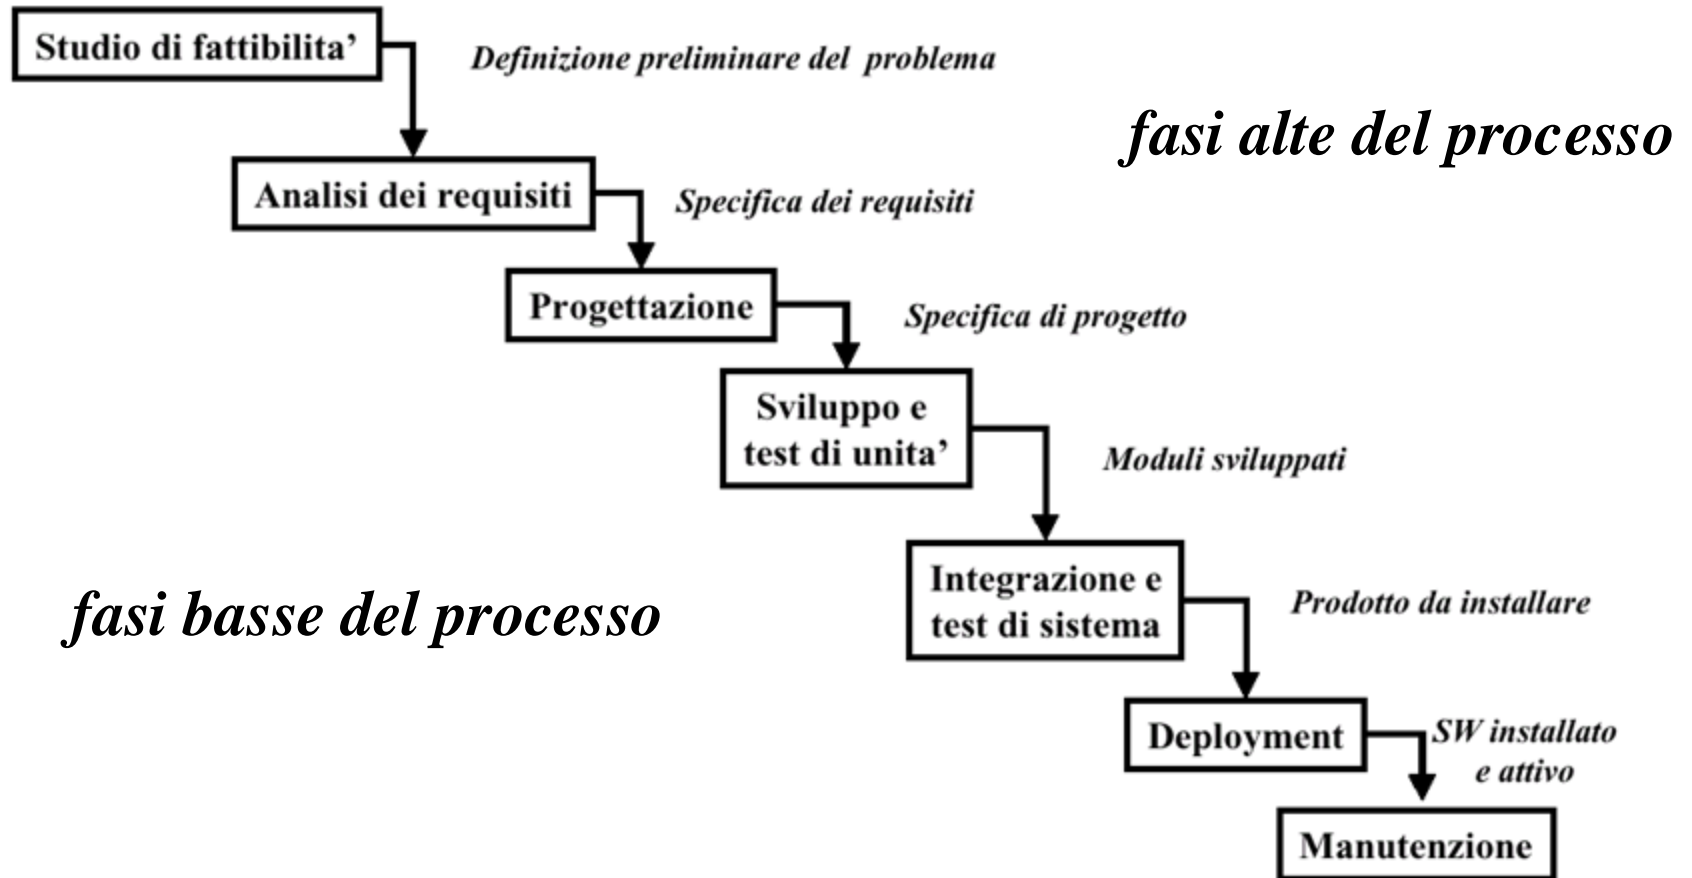 Studio di fattibilita’
Definizione preliminare del problema
fasi alte del processo
Analisi dei requisiti
Specifica dei requisiti
Progettazione
Specifica di progetto
Sviluppo e
test di unita’
Moduli sviluppati
Integrazione e
test di sistema
Prodotto da installare
fasi basse del processo
Deployment
SW installato
e attivo
Manutenzione